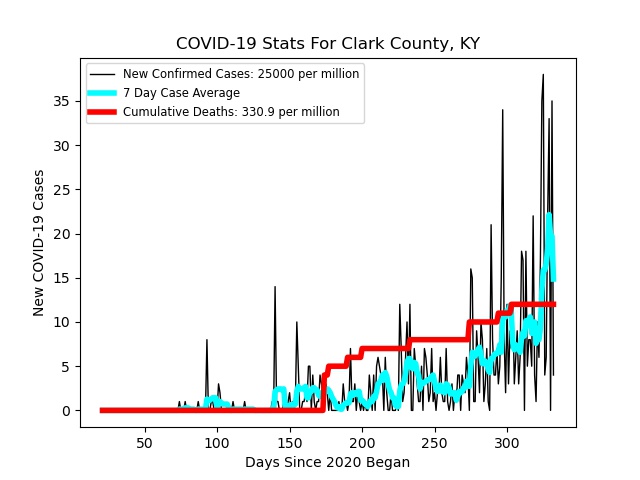 COVID-19 Stats For Clark County, KY
New Confirmed Cases: 25000 per million
7 Day Case Average
Cumulative Deaths: 330.9 per million
New COVID-19 Cases
35
30
25
20
15
10
5
0
50 100 150 200 250 300
Days Since 2020 Began